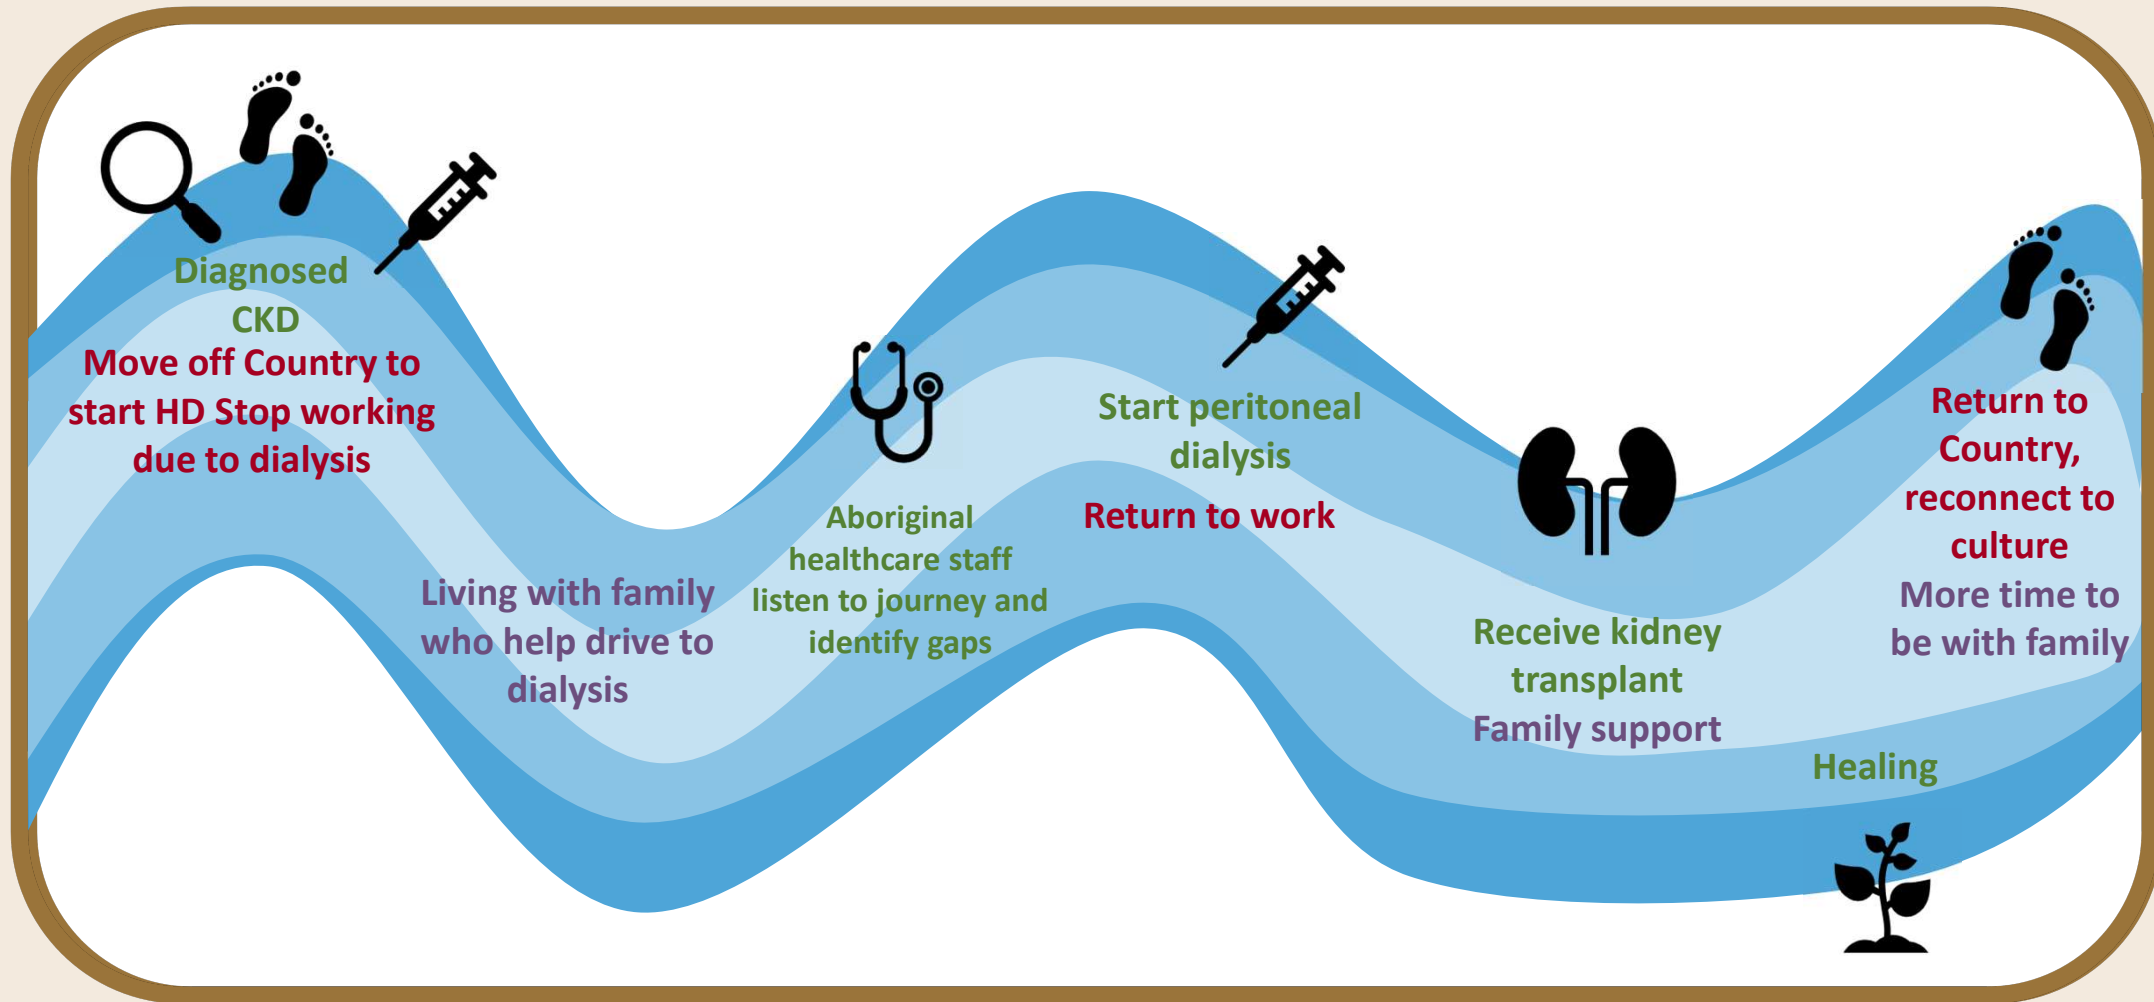 Diagnosed
CKD
Move off Country to
start HD Stop working
due to dialysis
Living with family
who help drive to
dialysis
Aboriginal
healthcare staff
listen to journey and
identify gaps
Start peritoneal
dialysis
Return to work
Receive kidney
transplant
Family support
Healing
Return to
Country,
reconnect to
culture
More time to
be with family